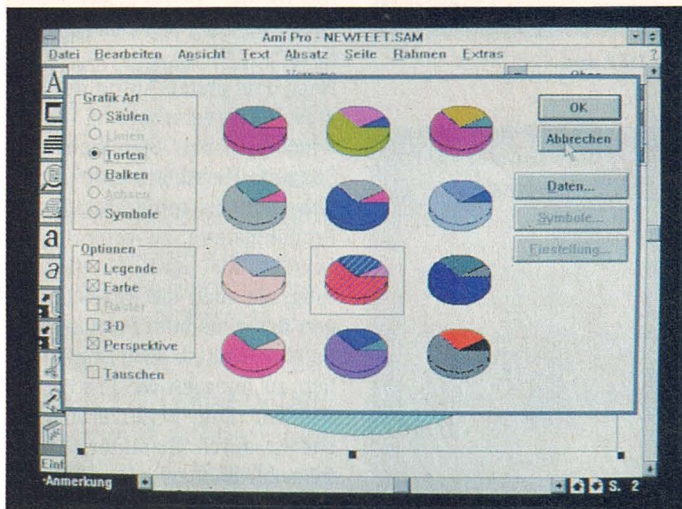 Ami Pro - NEWFEET.SAM
Datei Bearbeiten Ansicht Text Absatz Seite Rahmen Extras ?
Grafik Art
Säulen
Linien
Torten
Balken
Achsen
Symbole
Optionen
Legende
Farbe
Raster
3-D
Perspektive
Tauschen
OK
Abbrechen
Daten...
Symbole...
Einstellung...
A
a
a
Einf
Anmerkung
S. 2